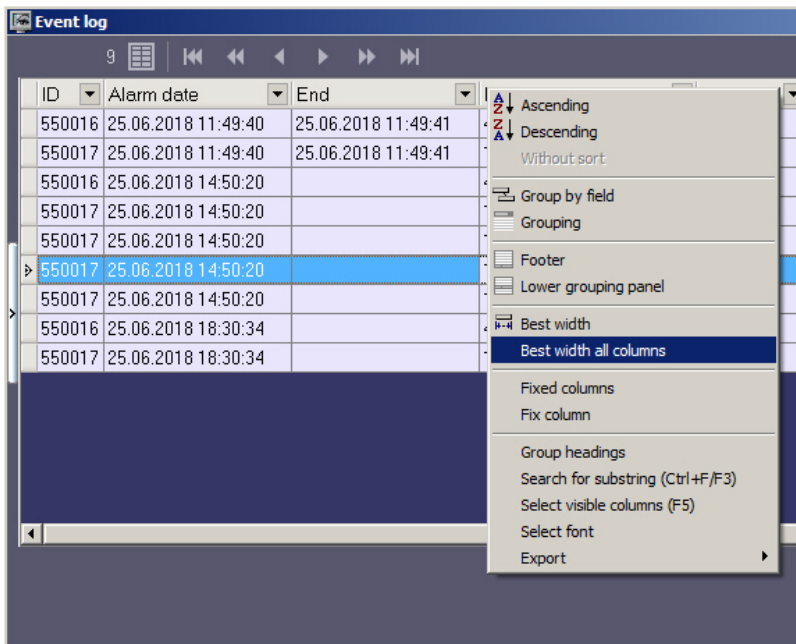 Event log
9
ID Alarm date End
550016 25.06.2018 11:49:40 25.06.2018 11:49:41
550017 25.06.2018 11:49:40 25.06.2018 11:49:41
550016 25.06.2018 14:50:20
550017 25.06.2018 14:50:20
550017 25.06.2018 14:50:20
550017 25.06.2018 14:50:20
550017 25.06.2018 14:50:20
550016 25.06.2018 18:30:34
550017 25.06.2018 18:30:34
Ascending
Descending
Without sort
Group by field
Grouping
Footer
Lower grouping panel
Best width
Best width all columns
Fixed columns
Fix column
Group headings
Search for substring (Ctrl+F/F3)
Select visible columns (F5)
Select font
Export